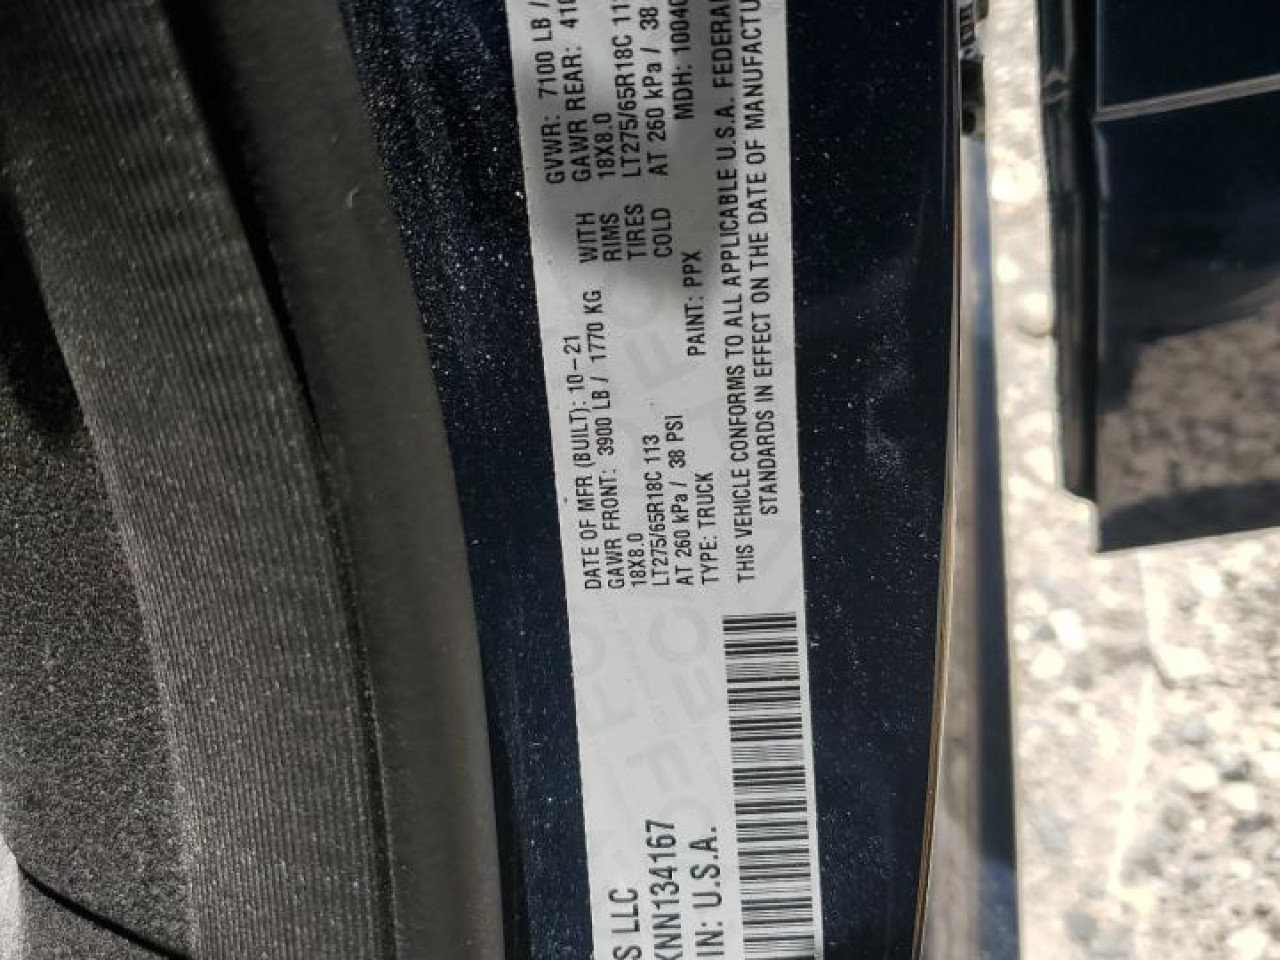 S LLC
KNN134167
IN: U.S.A.
DATE OF MFR (BUILT): 10-21
GVWR: 7100 LB /
GAWR FRONT: 3900 LB / 1770 KG WITH GAWR REAR: 410
18X8.0 RIMS 18X8.0
LT275/65R18C 113 TIRES LT275/65R18C 11
AT 260 kPa / 38 PSI COLD AT 260 kPa / 38
TYPE: TRUCK PAINT: PPX MDH: 10040
THIS VEHICLE CONFORMS TO ALL APPLICABLE U.S.A. FEDERAL
STANDARDS IN EFFECT ON THE DATE OF MANUFACTU